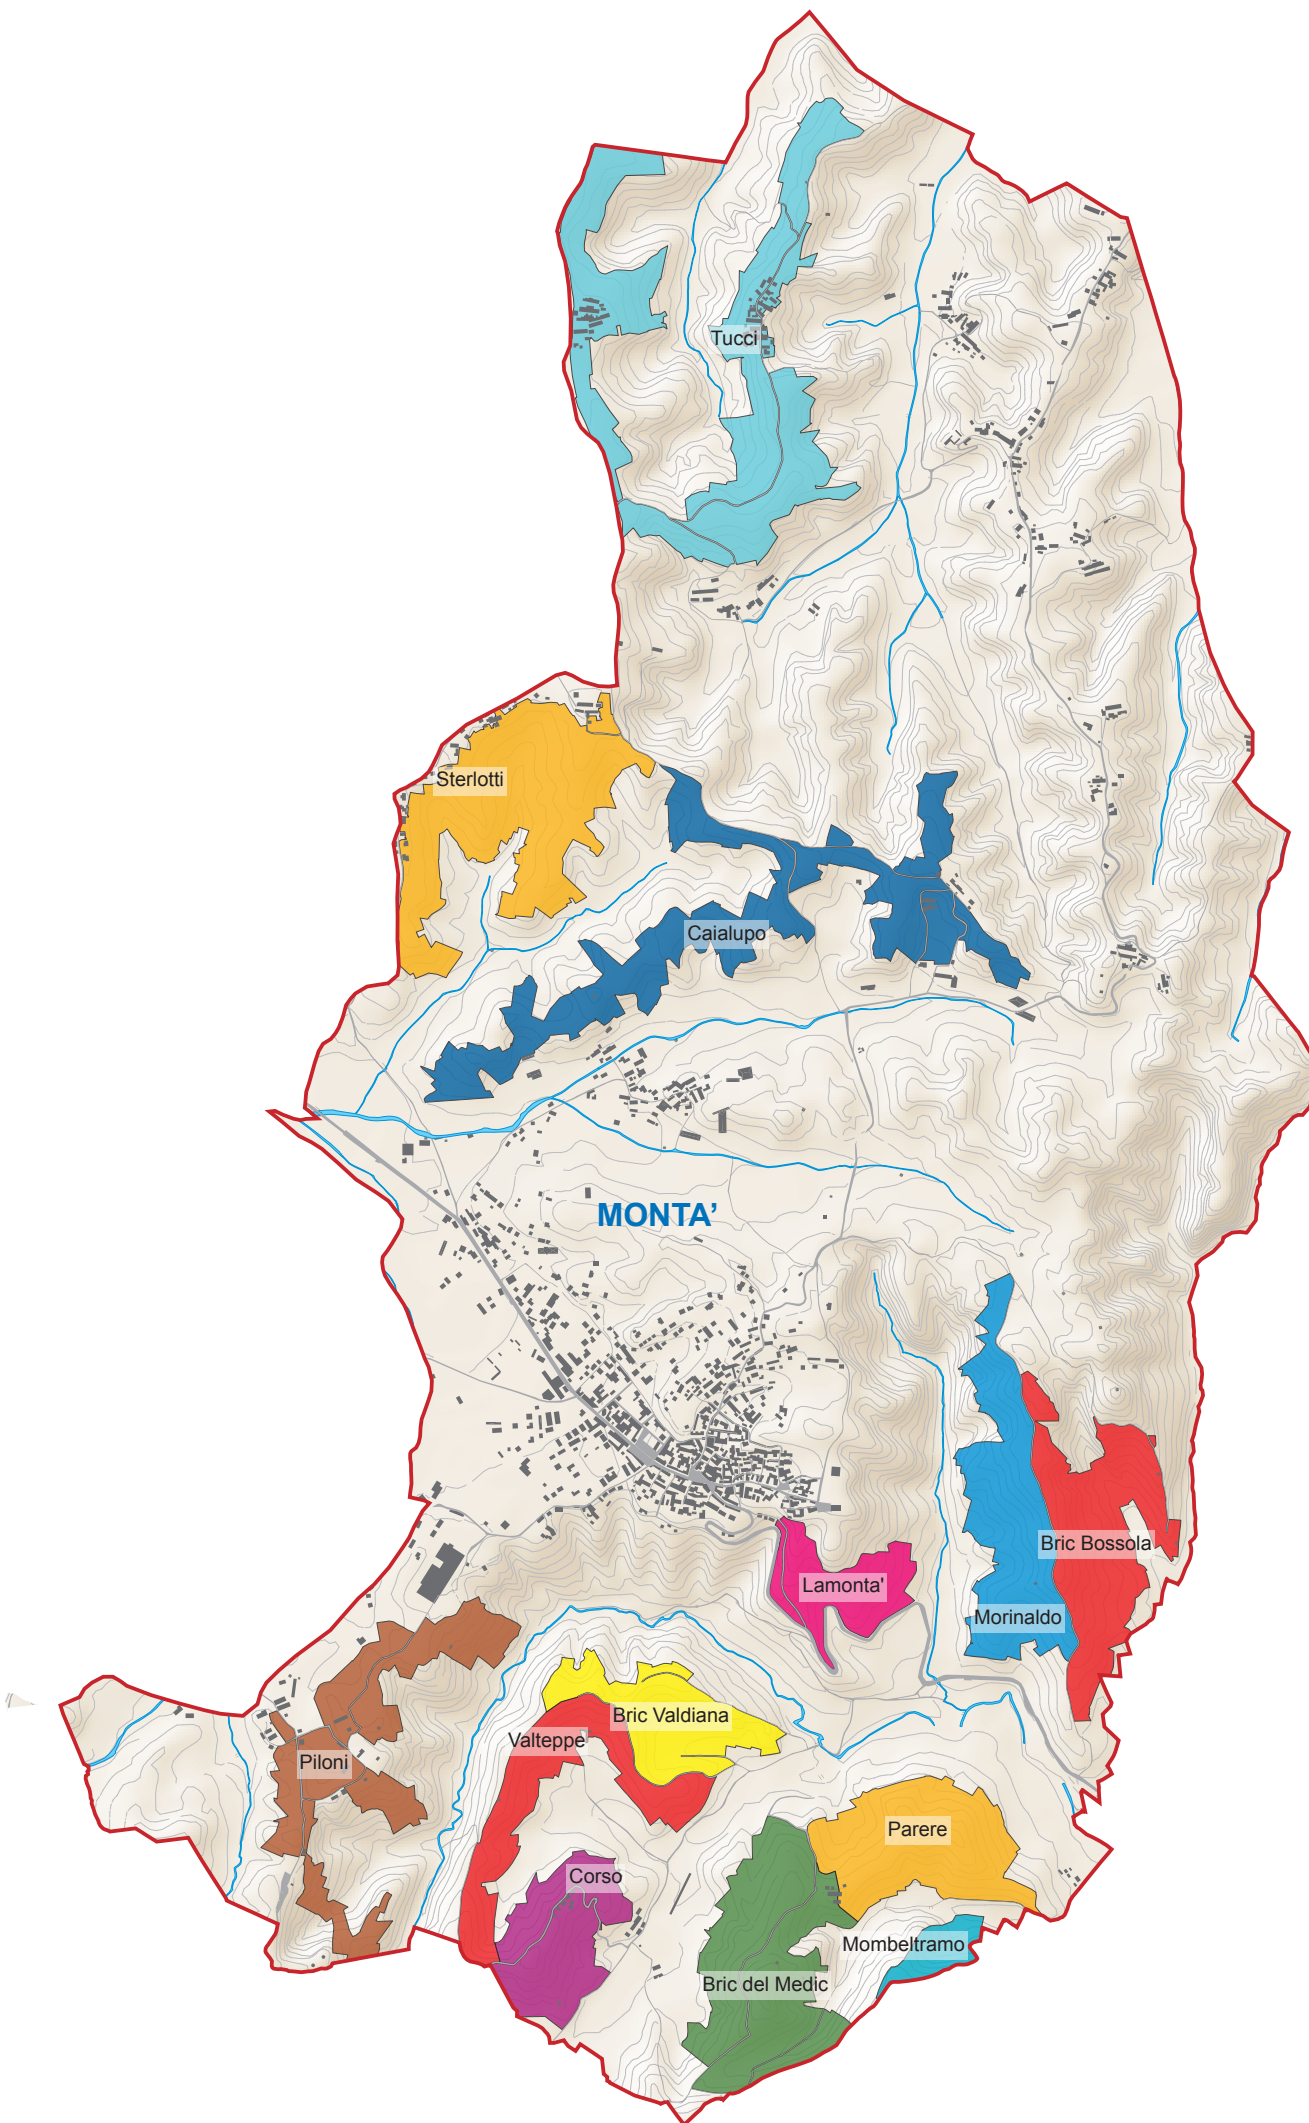 Tucci
Sterlotti
Caialupo
MONTA’
Bric Bossola
Lamonta'
Morinaldo
Bric Valdiana
Valteppe
Piloni
Parere
Corso
Mombeltramo
Bric del Medic